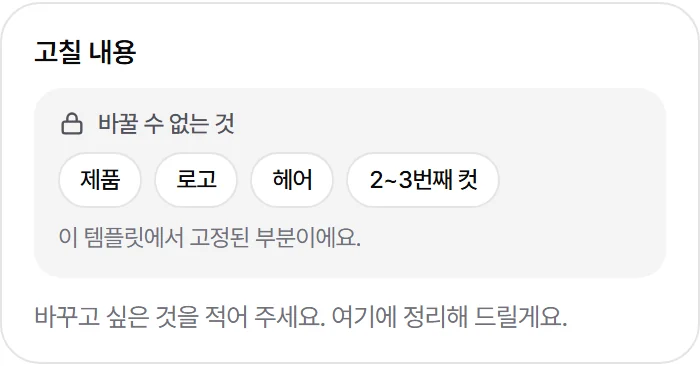 고칠 내용
바꿀 수 없는 것
제품 로고 헤어 2~3번째 컷
이 템플릿에서 고정된 부분이에요.
바꾸고 싶은 것을 적어 주세요. 여기에 정리해 드릴게요.